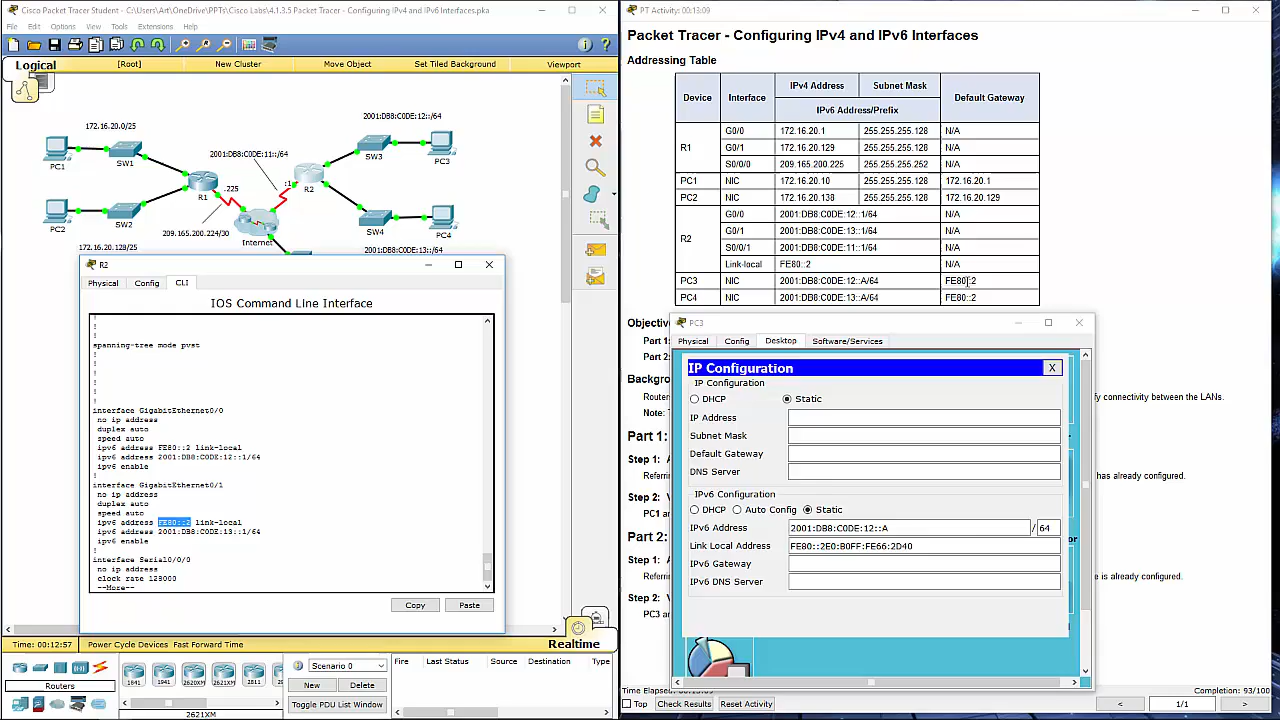 Cisco Packet Tracer Student - C:\Users\Art\OneDrive\PPTs\Cisco Labs\4.1.3.5 Packet Tracer - Configuring IPv4 and IPv6 Interfaces.pka
File Edit Options View Tools Extensions Help
Logical [Root] New Cluster Move Object Set Tiled Background Viewport
2001:DB8:C0DE:12::/64
172.16.20.0/25
PC1 SW1
2001:DB8:C0DE:11::/64
SW3 PC3
R1 .225 :1 R2
PC2 SW2
Internet
SW4 PC4
209.165.200.224/30
172.16.20.128/25
2001:DB8:C0DE:13::/64
R2
Physical Config CLI
IOS Command Line Interface
!
!
spanning-tree mode pvst
!
!
!
!
!
!
interface GigabitEthernet0/0
no ip address
duplex auto
speed auto
ipv6 address FE80::2 link-local
ipv6 address 2001:DB8:C0DE:12::1/64
ipv6 enable
!
interface GigabitEthernet0/1
no ip address
duplex auto
speed auto
ipv6 address FE80::2 link-local
ipv6 address 2001:DB8:C0DE:13::1/64
ipv6 enable
!
interface Serial0/0/0
no ip address
clock rate 128000
--More--
Copy Paste
Realtime
Time: 00:12:57 Power Cycle Devices Fast Forward Time
Routers
1841 1941 2620XM 2621XM 2811
2621XM
Scenario 0
New Delete
Toggle PDU List Window
Fire Last Status Source Destination Type
PT Activity: 00:13:09
Packet Tracer - Configuring IPv4 and IPv6 Interfaces
Addressing Table
Device Interface IPv4 Address Subnet Mask Default Gateway
IPv6 Address/Prefix
R1 G0/0 172.16.20.1 255.255.255.128 N/A
G0/1 172.16.20.129 255.255.255.128 N/A
S0/0/0 209.165.200.225 255.255.255.252 N/A
PC1 NIC 172.16.20.10 255.255.255.128 172.16.20.1
PC2 NIC 172.16.20.138 255.255.255.128 172.16.20.129
R2 G0/0 2001:DB8:C0DE:12::1/64 N/A
G0/1 2001:DB8:C0DE:13::1/64 N/A
S0/0/1 2001:DB8:C0DE:11::1/64 N/A
Link-local FE80::2 N/A
PC3 NIC 2001:DB8:C0DE:12::A/64 FE80::2
PC4 NIC 2001:DB8:C0DE:13::A/64 FE80::2
Objective
Part 1:
Part 2:
Backgro
Routers
fy connectivity between the LANs.
Note: T
Part 1:
Step 1: A
Referrin
has already configured.
Step 2: V
PC1 an
Part 2:
Step 1: A
Referrin
e is already configured.
Step 2: V
PC3 an
PC3
Physical Config Desktop Software/Services
IP Configuration X
IP Configuration
DHCP Static
IP Address
Subnet Mask
Default Gateway
DNS Server
IPv6 Configuration
DHCP Auto Config Static
IPv6 Address 2001:DB8:C0DE:12::A / 64
Link Local Address FE80::2E0:B0FF:FE66:2D40
IPv6 Gateway
IPv6 DNS Server
Completion: 93/100
Top Check Results Reset Activity < 1/1 >